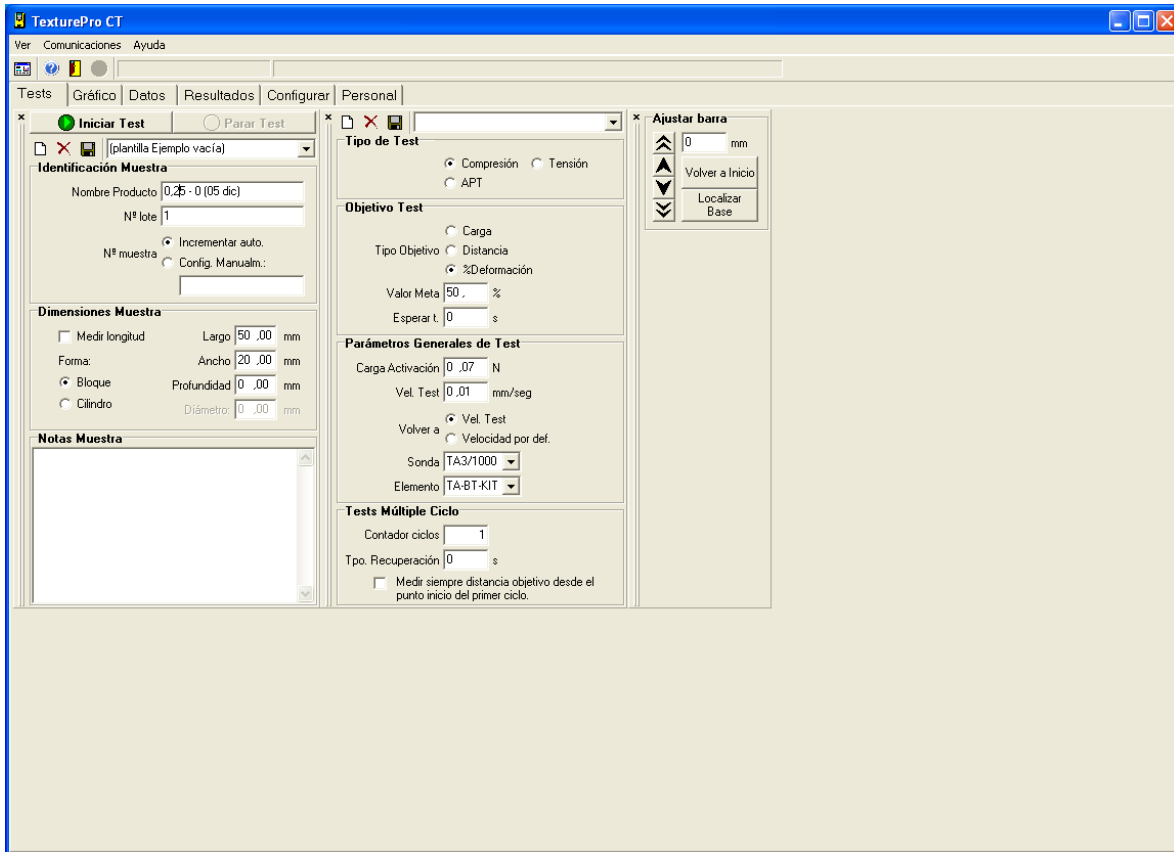 TexturePro CT
Ver Comunicaciones Ayuda
Tests Gráfico Datos Resultados Configurar Personal
Iniciar Test Parar Test
(plantilla Ejemplo vacía)
Identificación Muestra
Nombre Producto 0,25 - 0 (05 dic)
Nº lote 1
Nº muestra
Incrementar auto.
Config. Manualm.:
Dimensiones Muestra
Medir longitud Largo 50 ,00 mm
Forma: Ancho 20 ,00 mm
Bloque Profundidad 0 ,00 mm
Cilindro Diámetro: 0 ,00 mm
Notas Muestra
Tipo de Test
Compresión Tensión
APT
Objetivo Test
Carga
Tipo Objetivo Distancia
%Deformación
Valor Meta 50 , %
Esperar t. 0 s
Parámetros Generales de Test
Carga Activación 0 ,07 N
Vel. Test 0 ,01 mm/seg
Volver a
Vel. Test
Velocidad por def.
Sonda TA3/1000
Elemento TA-BT-KIT
Tests Múltiple Ciclo
Contador ciclos 1
Tpo. Recuperación 0 s
Medir siempre distancia objetivo desde el
punto inicio del primer ciclo.
Ajustar barra
0 mm
Volver a Inicio
Localizar
Base